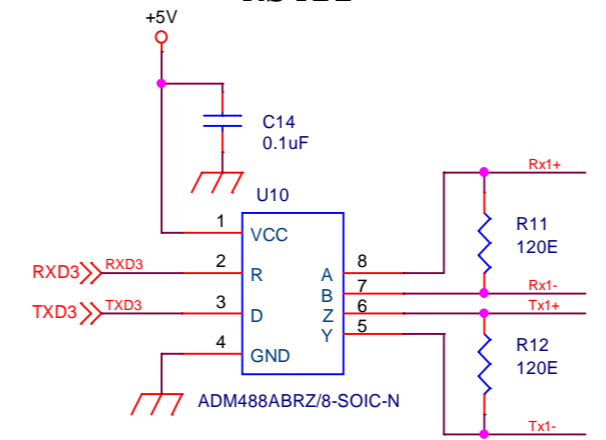 +5V
C14
0.1uF
U10
Rx1+
1
VCC
R11
120E
8
RXD3
RXD3
2
R
A
7
B
Rx1-
6
Tx1+
TXD3
TXD3
3
D
Z
5
Y
R12
120E
4
GND
ADM488ABRZ/8-SOIC-N
Tx1-